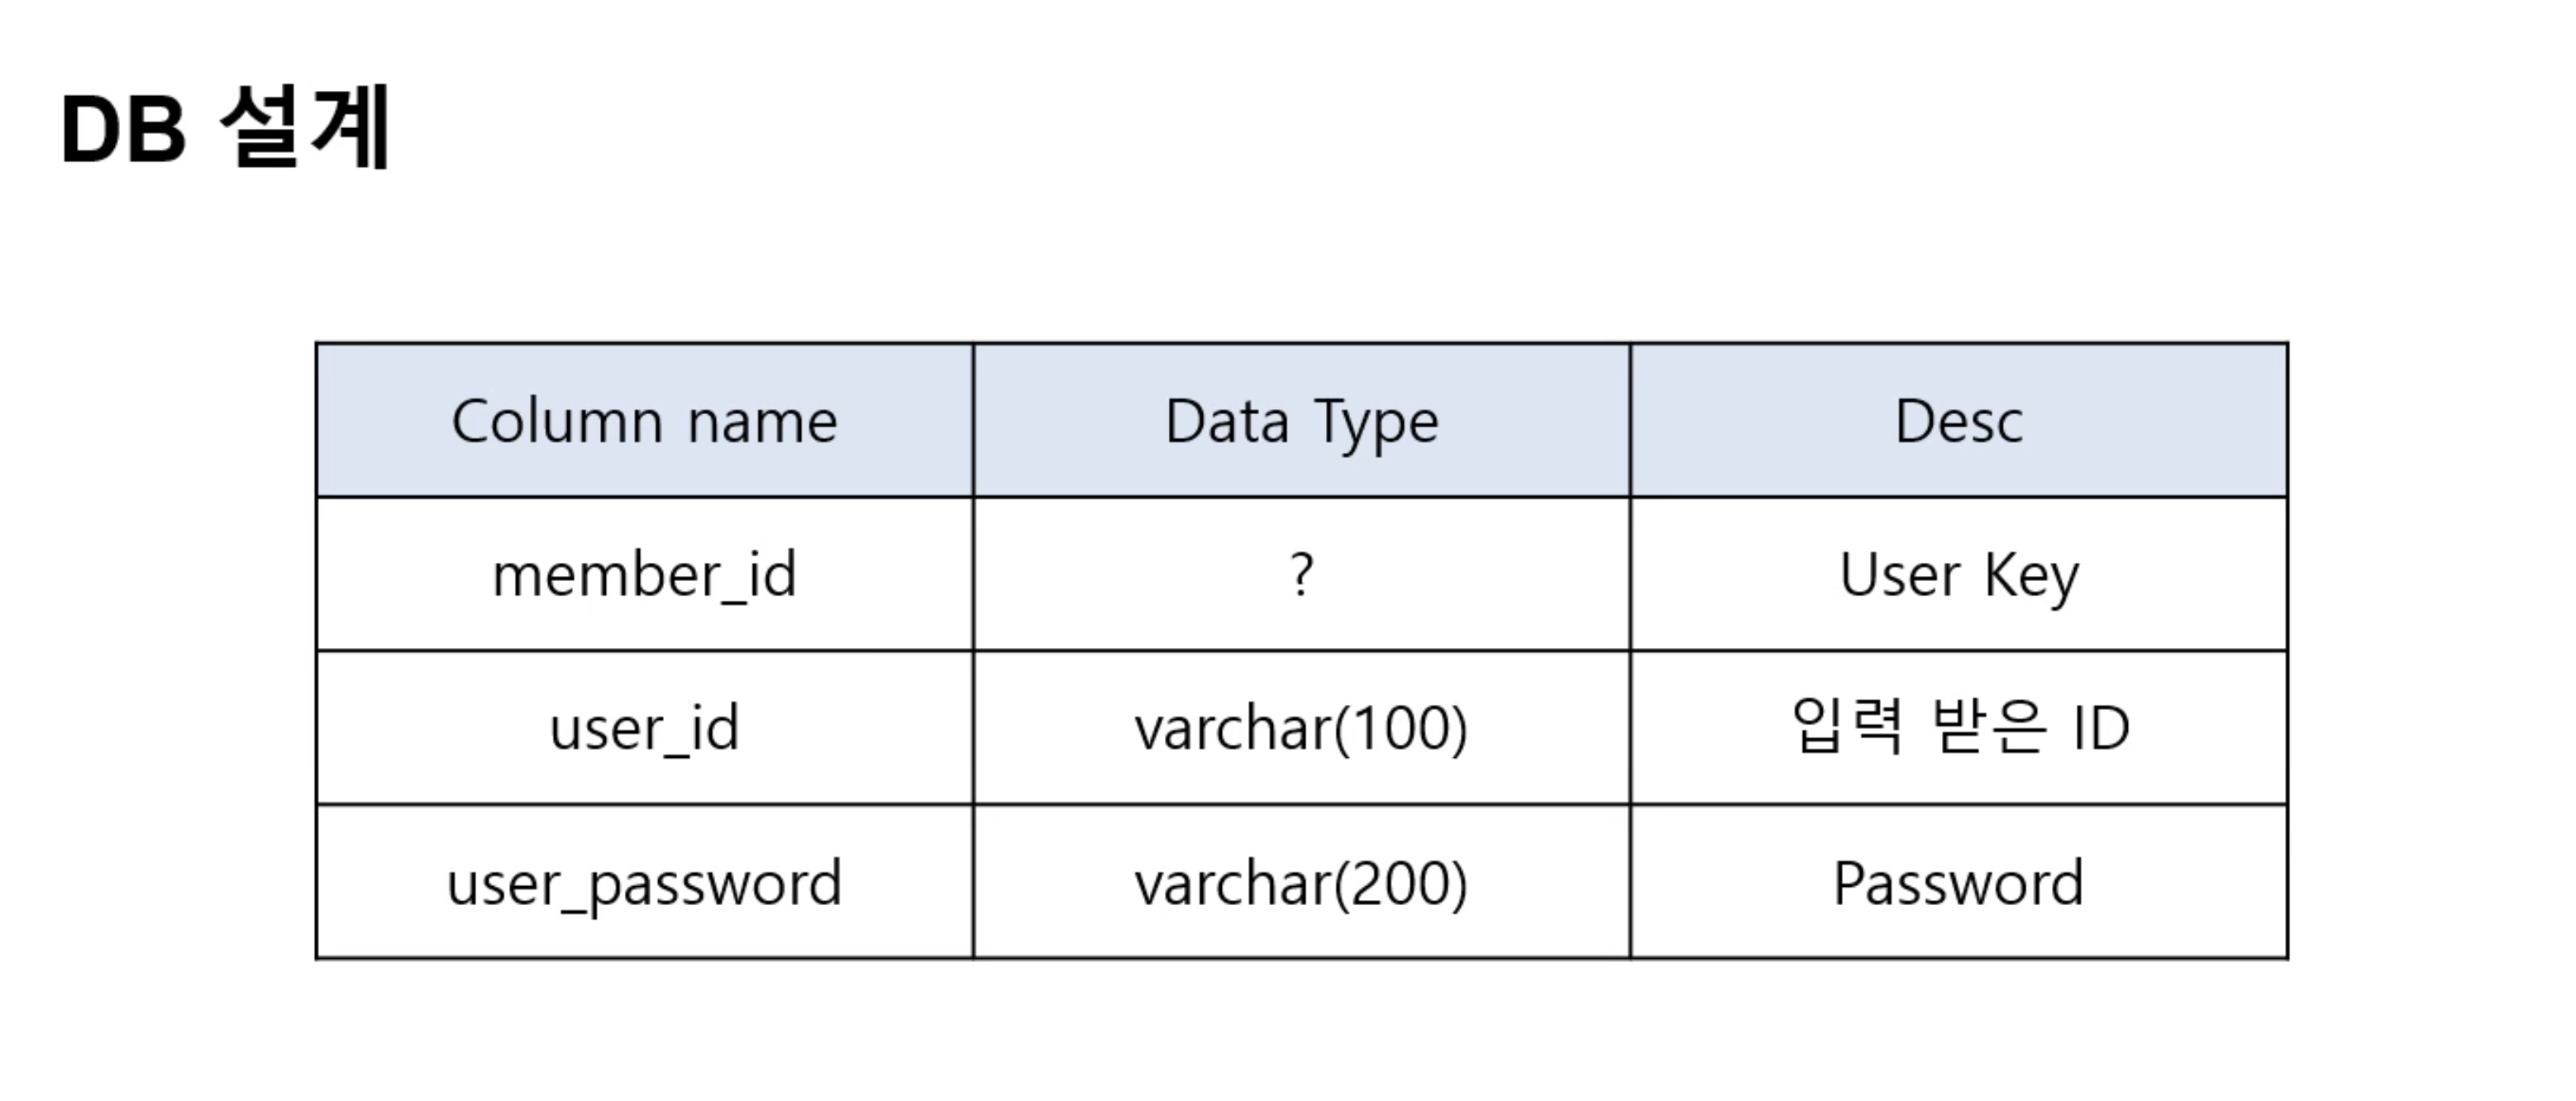 DB 설계
Column name Data Type Desc
member_id ? User Key
user_id varchar(100) 입력 받은 ID
user_password varchar(200) Password